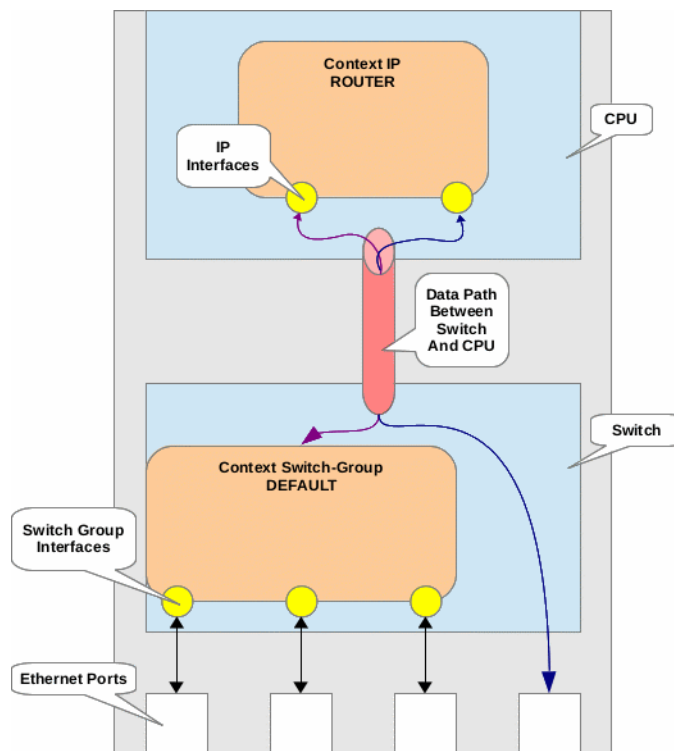 Context IP
ROUTER
CPU
IP
Interfaces
Data Path
Between
Switch
And CPU
Switch
Context Switch-Group
DEFAULT
Switch Group
Interfaces
Ethernet Ports